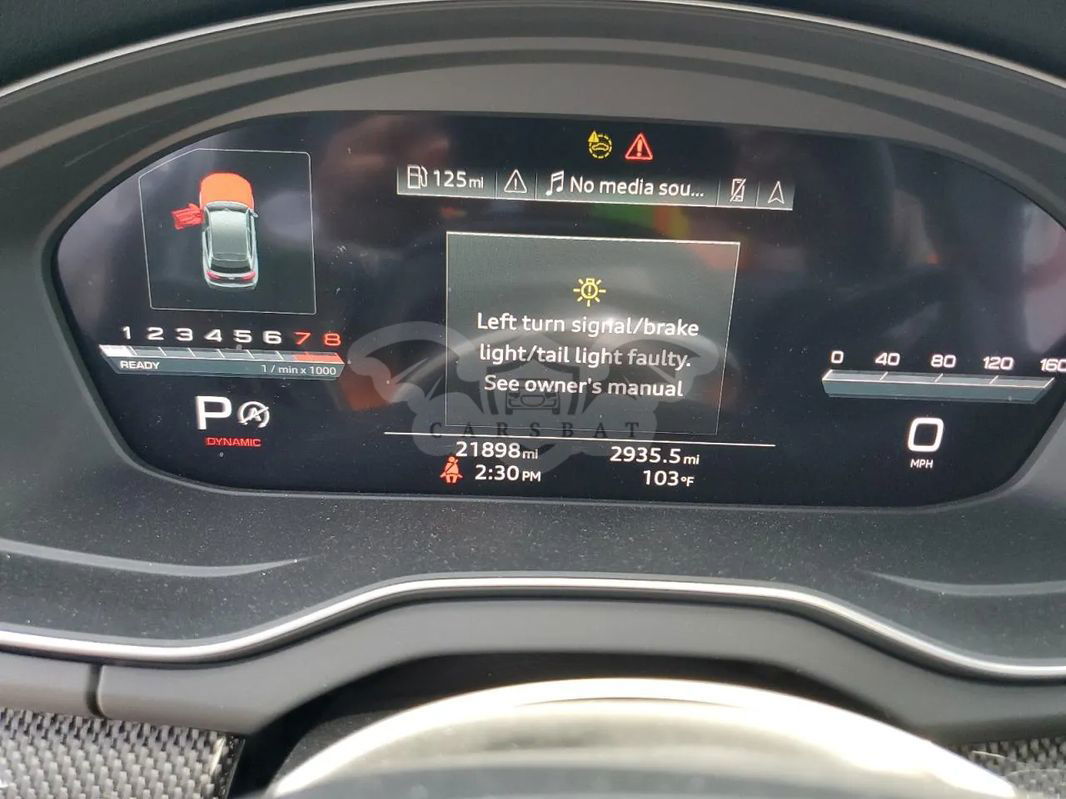 125mi
No media sou...
Left turn signal/brake
light/tail light faulty.
See owner's manual
1 2 3 4 5 6 7 8
READY
1 / min x 1000
0 40 80 120 160
P
DYNAMIC
0
MPH
CARSBAT
21898mi
2935.5mi
2:30PM
103°F